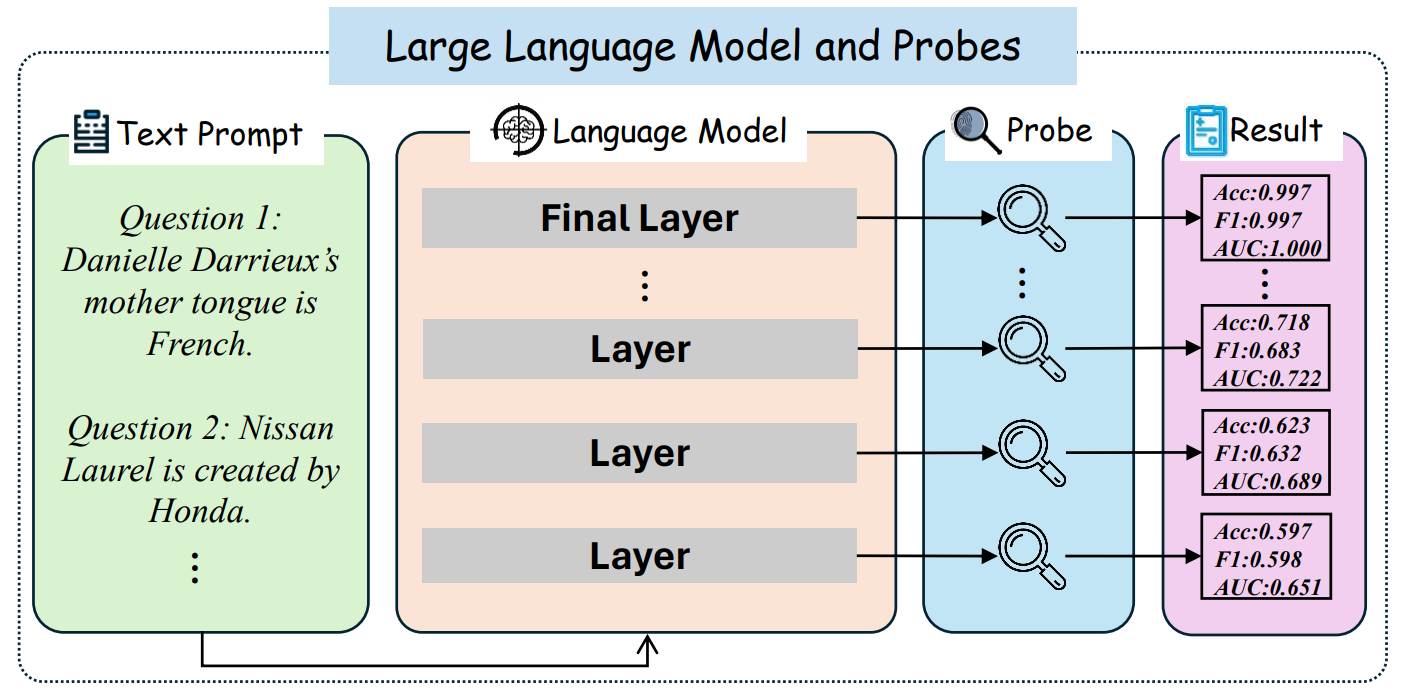 Large Language Model and Probes
Text Prompt
Question 1:
Danielle Darrieux’s
mother tongue is
French.
Question 2: Nissan
Laurel is created by
Honda.
⋮
Language Model
Final Layer
⋮
Layer
Layer
Layer
Probe
⋮
Result
Acc:0.997
F1:0.997
AUC:1.000
⋮
Acc:0.718
F1:0.683
AUC:0.722
Acc:0.623
F1:0.632
AUC:0.689
Acc:0.597
F1:0.598
AUC:0.651